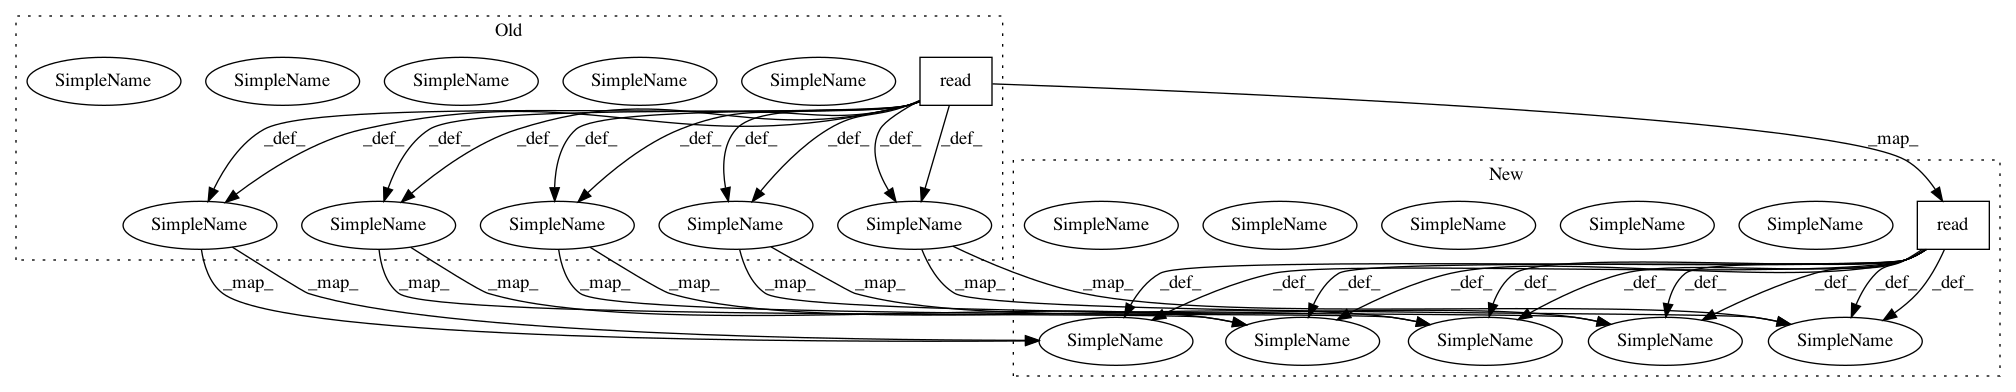 Old
SimpleName SimpleName SimpleName SimpleName SimpleName read
_def_ _def_ _def_ _def_ _def_ _def_ _def_ _def_ _def_ _def_ _map_
New
SimpleName SimpleName SimpleName SimpleName SimpleName SimpleName SimpleName SimpleName SimpleName SimpleName read
_map_ _map_ _map_ _map_ _map_ _map_ _map_ _map_ _map_ _map_ _def_ _def_ _def_ _def_ _def_ _def_ _def_ _def_ _def_ _def_
SimpleName SimpleName SimpleName SimpleName SimpleName